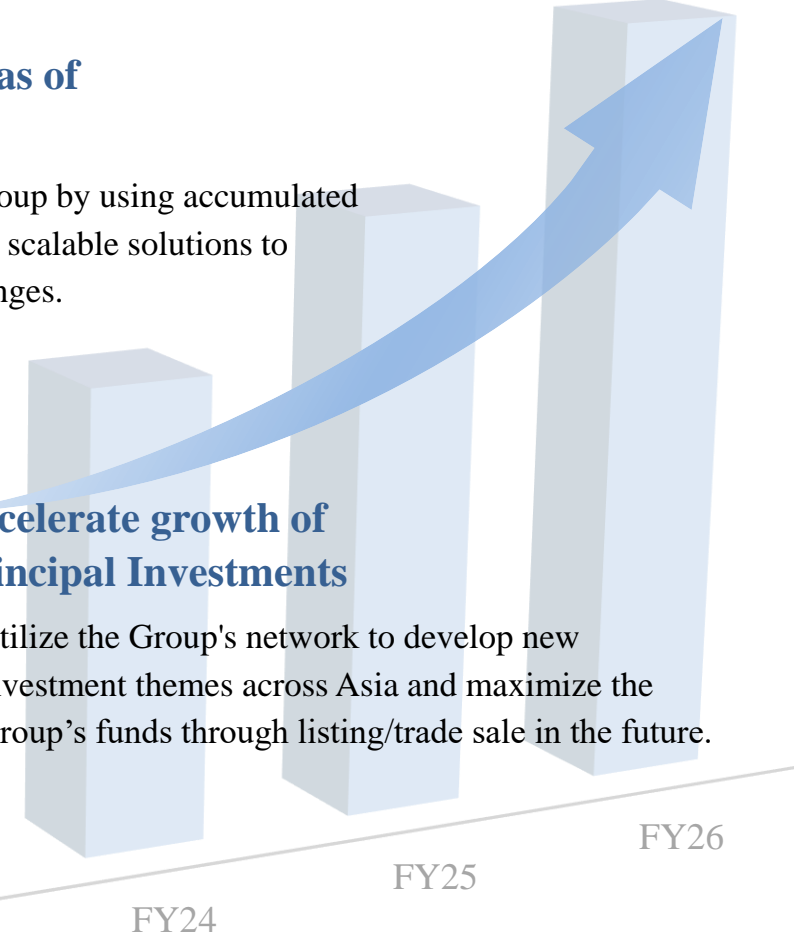 as of
oup by using accumulated
scalable solutions to
nges.
celerate growth of
incipal Investments
tilize the Group's network to develop new
vestment themes across Asia and maximize the
roup’s funds through listing/trade sale in the future.
FY24
FY25
FY26